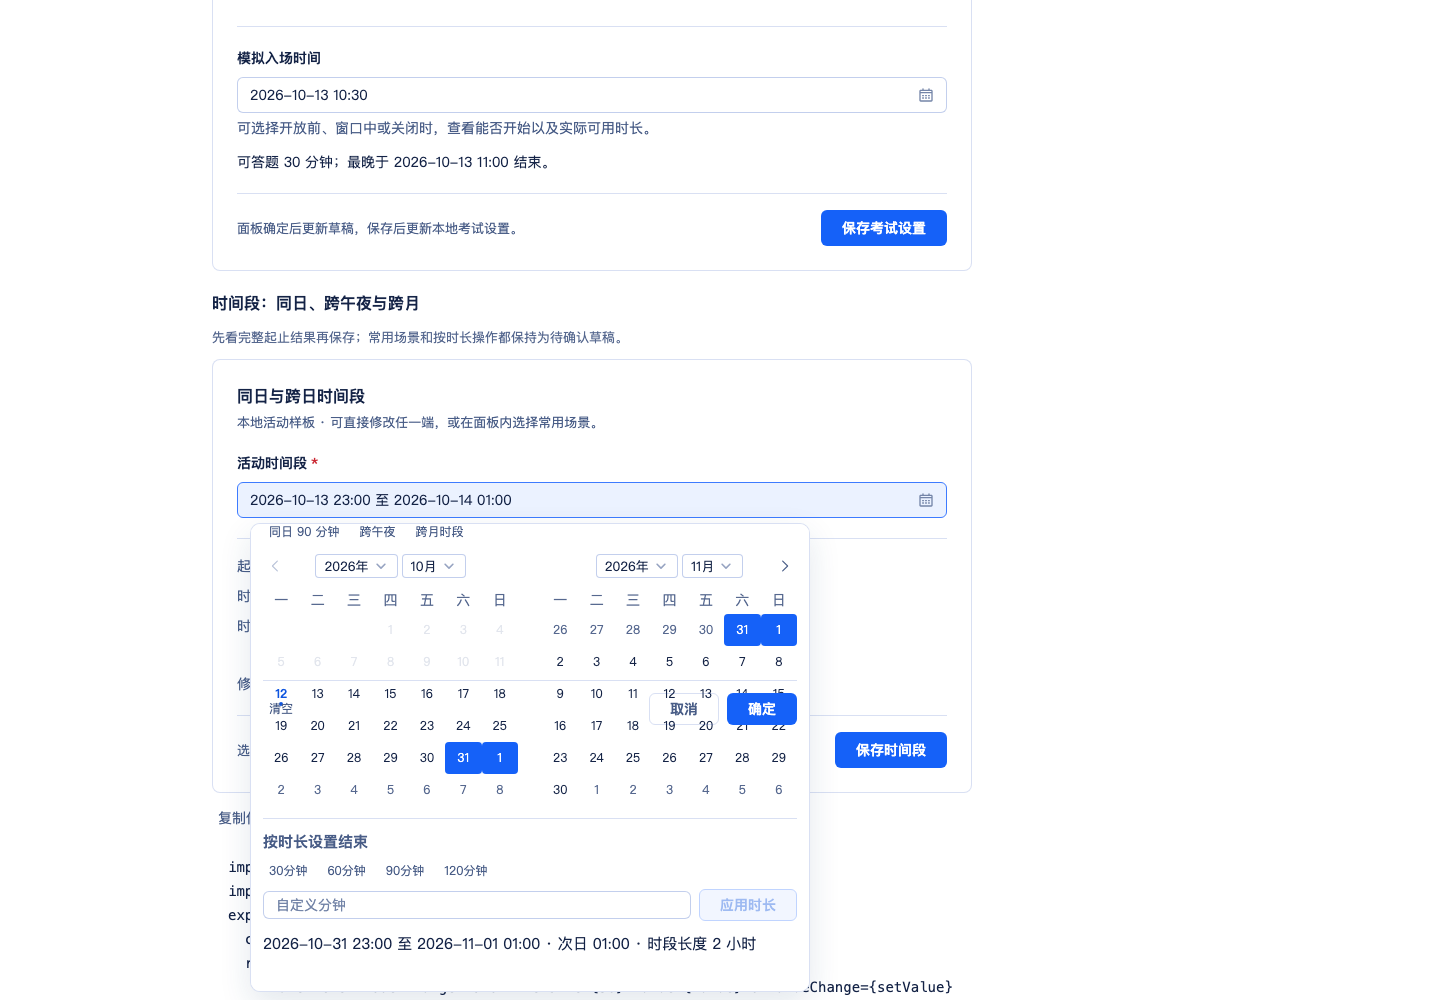 模拟入场时间
2026-10-13 10:30
可选择开放前、窗口中或关闭时，查看能否开始以及实际可用时长。
可答题 30 分钟；最晚于 2026-10-13 11:00 结束。
面板确定后更新草稿，保存后更新本地考试设置。
保存考试设置
时间段：同日、跨午夜与跨月
先看完整起止结果再保存；常用场景和按时长操作都保持为待确认草稿。
同日与跨日时间段
本地活动样板 · 可直接修改任一端，或在面板内选择常用场景。
活动时间段 *
2026-10-13 23:00 至 2026-10-14 01:00
同日 90 分钟 跨午夜 跨月时段
起
2026年 10月 2026年 11月
时
一 二 三 四 五 六 日 一 二 三 四 五 六 日
时
1 2 3 4 26 27 28 29 30 31 1
5 6 7 8 9 10 11 2 3 4 5 6 7 8
修
12 13 14 15 16 17 18 9 10 11 12 13 14 15
清空 取消 确定
19 20 21 22 23 24 25 16 17 18 19 20 21 22
选
保存时间段
26 27 28 29 30 31 1 23 24 25 26 27 28 29
2 3 4 5 6 7 8 30 1 2 3 4 5 6
复制
按时长设置结束
30分钟 60分钟 90分钟 120分钟
imp
imp
自定义分钟 应用时长
exp
2026-10-31 23:00 至 2026-11-01 01:00 · 次日 01:00 · 时段长度 2 小时
Change={setValue}